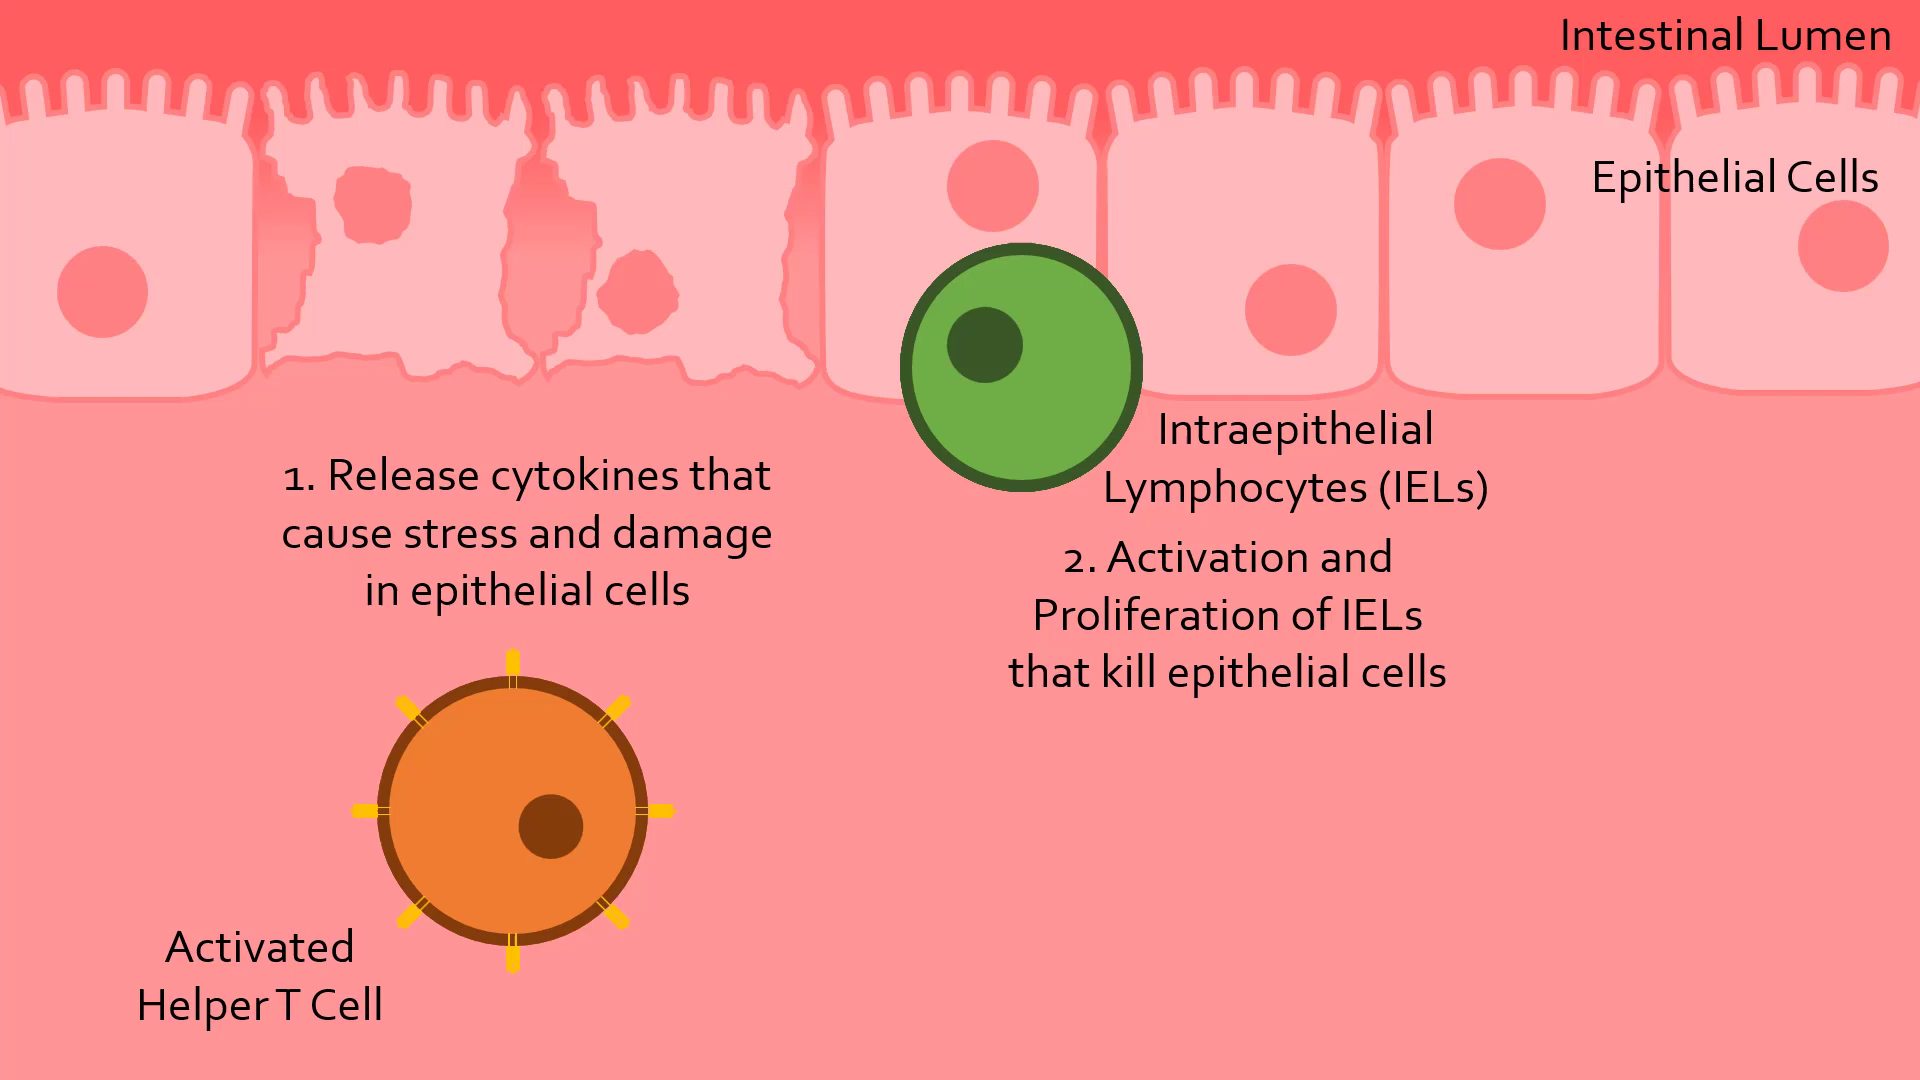 Intestinal Lumen
Epithelial Cells
Intraepithelial
Lymphocytes (IELs)
1. Release cytokines that
cause stress and damage
in epithelial cells
2. Activation and
Proliferation of IELs
that kill epithelial cells
Activated
Helper T Cell